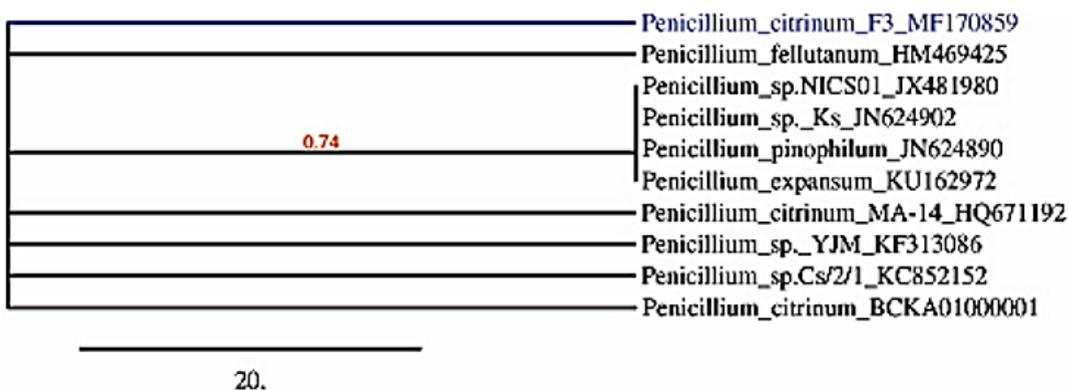 Penicillium_citrinum_F3_MF170859
Penicillium_fellutanum_HM469425
Penicillium_sp.NICS01_JX481980
Penicillium_sp._Ks_JN624902
0.74
Penicillium_pinophilum_JN624890
Penicillium_expansum_KU162972
Penicillium_citrinum_MA-14_HQ671192
Penicillium_sp._YJM_KF313086
Penicillium_sp.Cs/2/1_KC852152
Penicillium_citrinum_BCKA01000001
20.